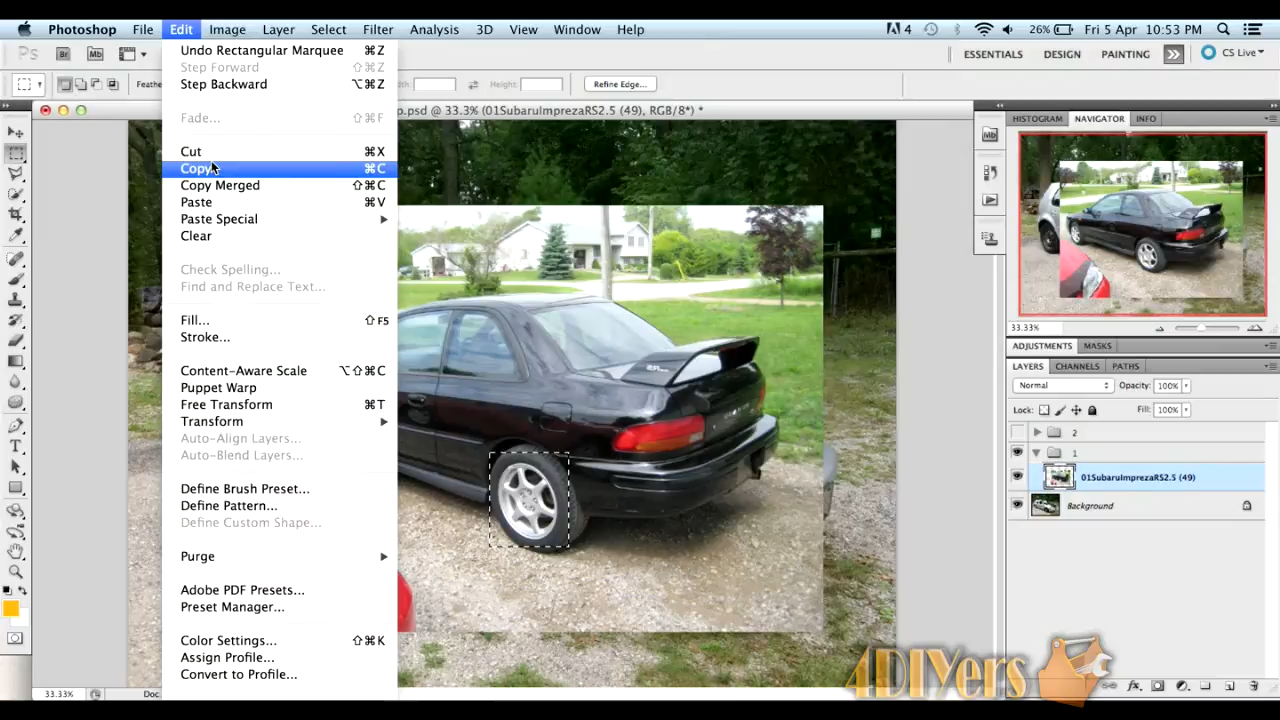 Photoshop File Edit Image Layer Select Filter Analysis 3D View Window Help 4 26% Fri 5 Apr 10:53 PM
Ps Br Mb ESSENTIALS DESIGN PAINTING CS Live
Height: Refine Edge...
p.psd @ 33.3% (01SubaruImprezaRS2.5 (49), RGB/8*) *
Undo Rectangular Marquee ⌘Z
Step Forward ⇧⌘Z
Step Backward ⌥⌘Z
Fade... ⇧⌘F
Cut ⌘X
Copy ⌘C
Copy Merged ⇧⌘C
Paste ⌘V
Paste Special
Clear
Check Spelling...
Find and Replace Text...
Fill... ⇧F5
Stroke...
Content-Aware Scale ⌥⇧⌘C
Puppet Warp
Free Transform ⌘T
Transform
Auto-Align Layers...
Auto-Blend Layers...
Define Brush Preset...
Define Pattern...
Define Custom Shape...
Purge
Adobe PDF Presets...
Preset Manager...
Color Settings... ⇧⌘K
Assign Profile...
Convert to Profile...
HISTOGRAM NAVIGATOR INFO
Mb
33.33%
ADJUSTMENTS MASKS
LAYERS CHANNELS PATHS
Normal Opacity: 100%
Lock: Fill: 100%
2
1
01SubaruImprezaRS2.5 (49)
Background
4DIYers
33.33% Doc